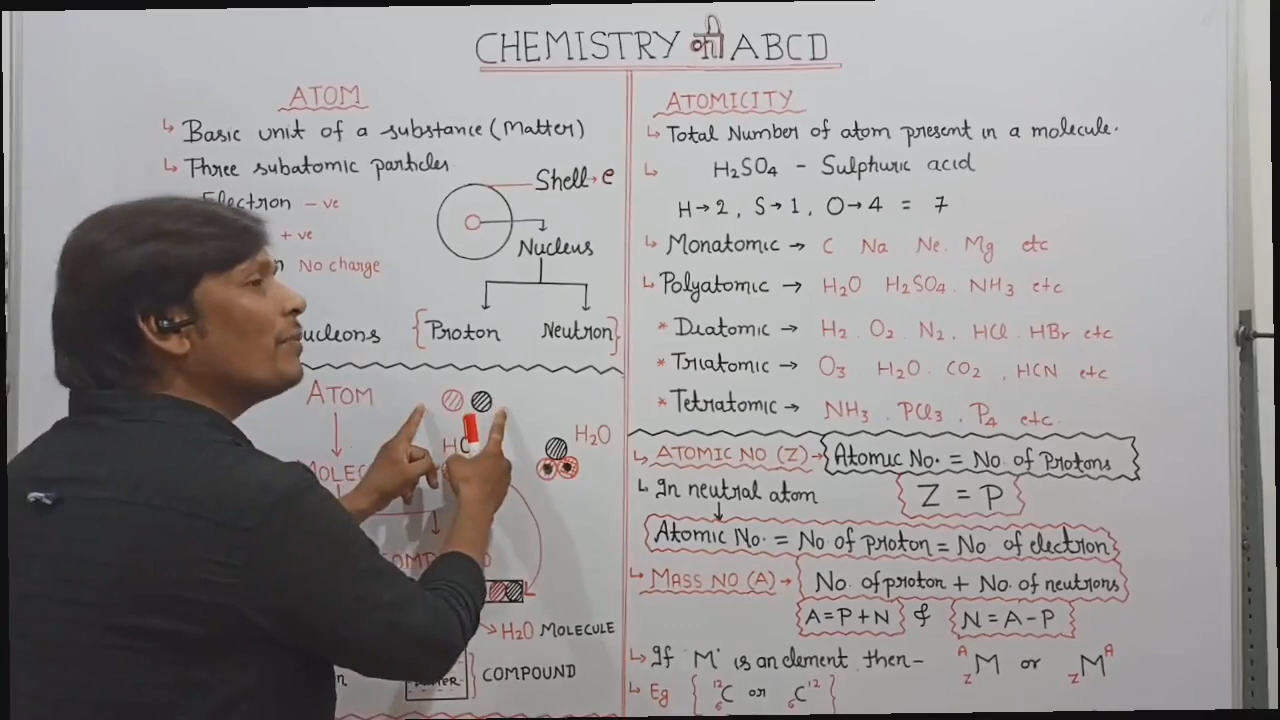 CHEMISTRY की ABCD
ATOM
↳ Basic unit of a substance (Matter)
↳ Three subatomic particles
Electron - ve
+ ve
No charge
Shell → e
Nucleus
{Proton Neutron}
ATOM
H₂O
→ H₂O MOLECULE
} COMPOUND
ATOMICITY
↳ Total Number of atom present in a molecule.
↳ H₂SO₄ - Sulphuric acid
H → 2 , S → 1 , O → 4 = 7
↳ Monatomic → C Na Ne. Mg etc
↳ Polyatomic → H₂O H₂SO₄ . NH₃ etc
* Diatomic → H₂ . O₂ . N₂ . HCl . HBr etc
* Triatomic → O₃ H₂O . CO₂ , HCN etc
* Tetratomic → NH₃ . PCl₃ . P₄ etc.
↳ ATOMIC NO (Z) → Atomic No. = No. of Protons
↳ In neutral atom Z = P
Atomic No. = No of proton = No of electron
↳ MASS NO (A) → No. of proton + No. of neutrons
A = P + N & N = A - P
↳ If 'M' is an element then - ᴬ_Z M or _Z Mᴬ
↳ Eg { ¹²₆C or ₆C¹² }